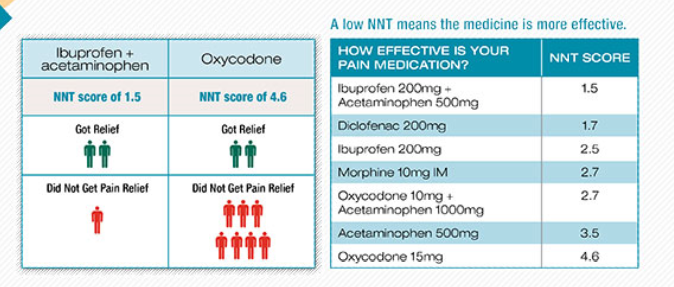 Ibuprofen +
acetaminophen
Oxycodone
NNT score of 1.5
NNT score of 4.6
Got Relief
Got Relief
Did Not Get Pain Relief
Did Not Get Pain Relief
A low NNT means the medicine is more effective.
HOW EFFECTIVE IS YOUR
PAIN MEDICATION?
NNT SCORE
Ibuprofen 200mg +
Acetaminophen 500mg
1.5
Diclofenac 200mg
1.7
Ibuprofen 200mg
2.5
Morphine 10mg IM
2.7
Oxycodone 10mg +
Acetaminophen 1000mg
2.7
Acetaminophen 500mg
3.5
Oxycodone 15mg
4.6